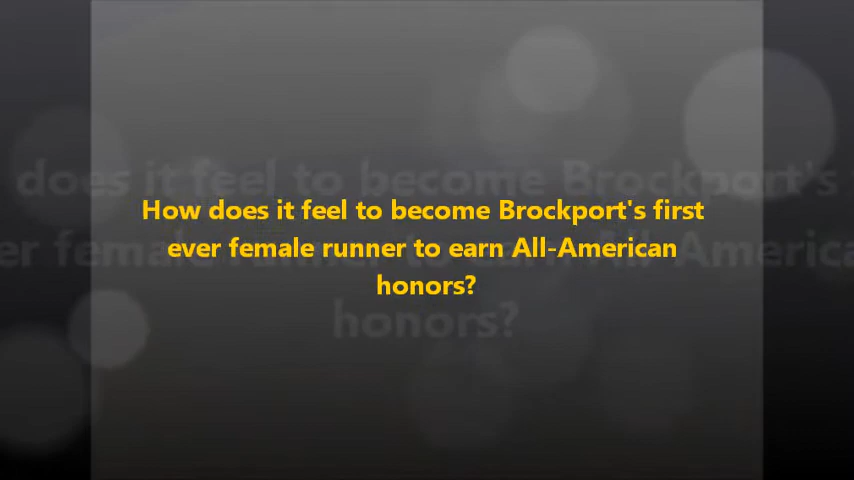 How does it feel to become Brockport's first
ever female runner to earn All-American
honors?